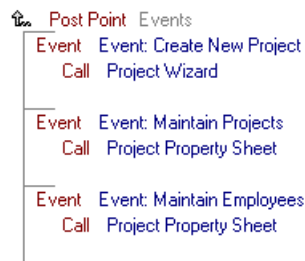 Post Point Events
Event Event: Create New Project
Call Project Wizard
Event Event: Maintain Projects
Call Project Property Sheet
Event Event: Maintain Employees
Call Project Property Sheet